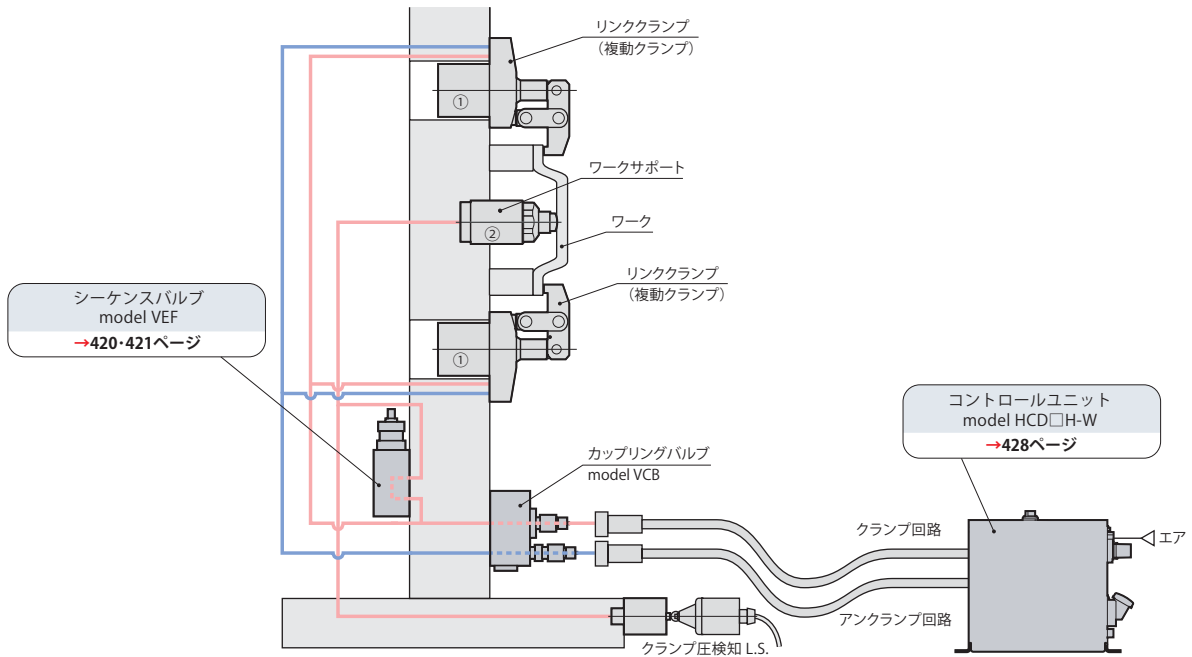 リンククランプ
（複動クランプ）
①
ワークサポート
②
ワーク
リンククランプ
（複動クランプ）
シーケンスバルブ
model VEF
→420・421ページ
①
コントロールユニット
model HCD□H-W
→428ページ
カップリングバルブ
model VCB
クランプ回路
エア
アンクランプ回路
クランプ圧検知 L.S.